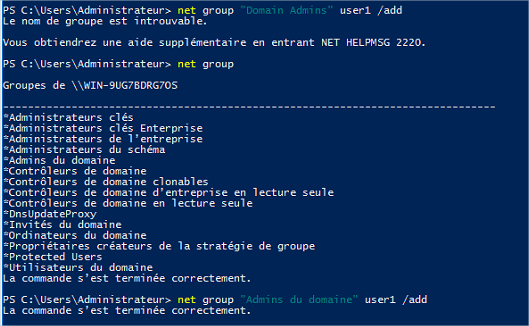 PS C:\Users\Administrateur> net group "Domain Admins" user1 /add
Le nom de groupe est introuvable.
Vous obtiendrez une aide supplémentaire en entrant NET HELPMSG 2220.
PS C:\Users\Administrateur> net group
Groupes de \\WIN-9UG7BDRG7OS
-------------------------------------------------------------------------------
*Administrateurs clés
*Administrateurs clés Enterprise
*Administrateurs de l'entreprise
*Administrateurs du schéma
*Admins du domaine
*Contrôleurs de domaine
*Contrôleurs de domaine clonables
*Contrôleurs de domaine d'entreprise en lecture seule
*Contrôleurs de domaine en lecture seule
*DnsUpdateProxy
*Invités du domaine
*Ordinateurs du domaine
*Propriétaires créateurs de la stratégie de groupe
*Protected Users
*Utilisateurs du domaine
La commande s'est terminée correctement.
PS C:\Users\Administrateur> net group "Admins du domaine" user1 /add
La commande s'est terminée correctement.